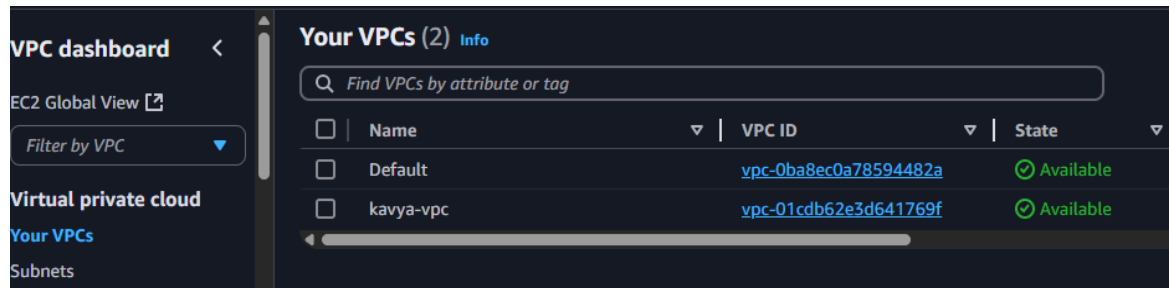 VPC dashboard
EC2 Global View
Filter by VPC
Virtual private cloud
Your VPCs
Subnets
Your VPCs (2) Info
Find VPCs by attribute or tag
Name VPC ID State
Default vpc-0ba8ec0a78594482a Available
kavya-vpc vpc-01cdb62e3d641769f Available